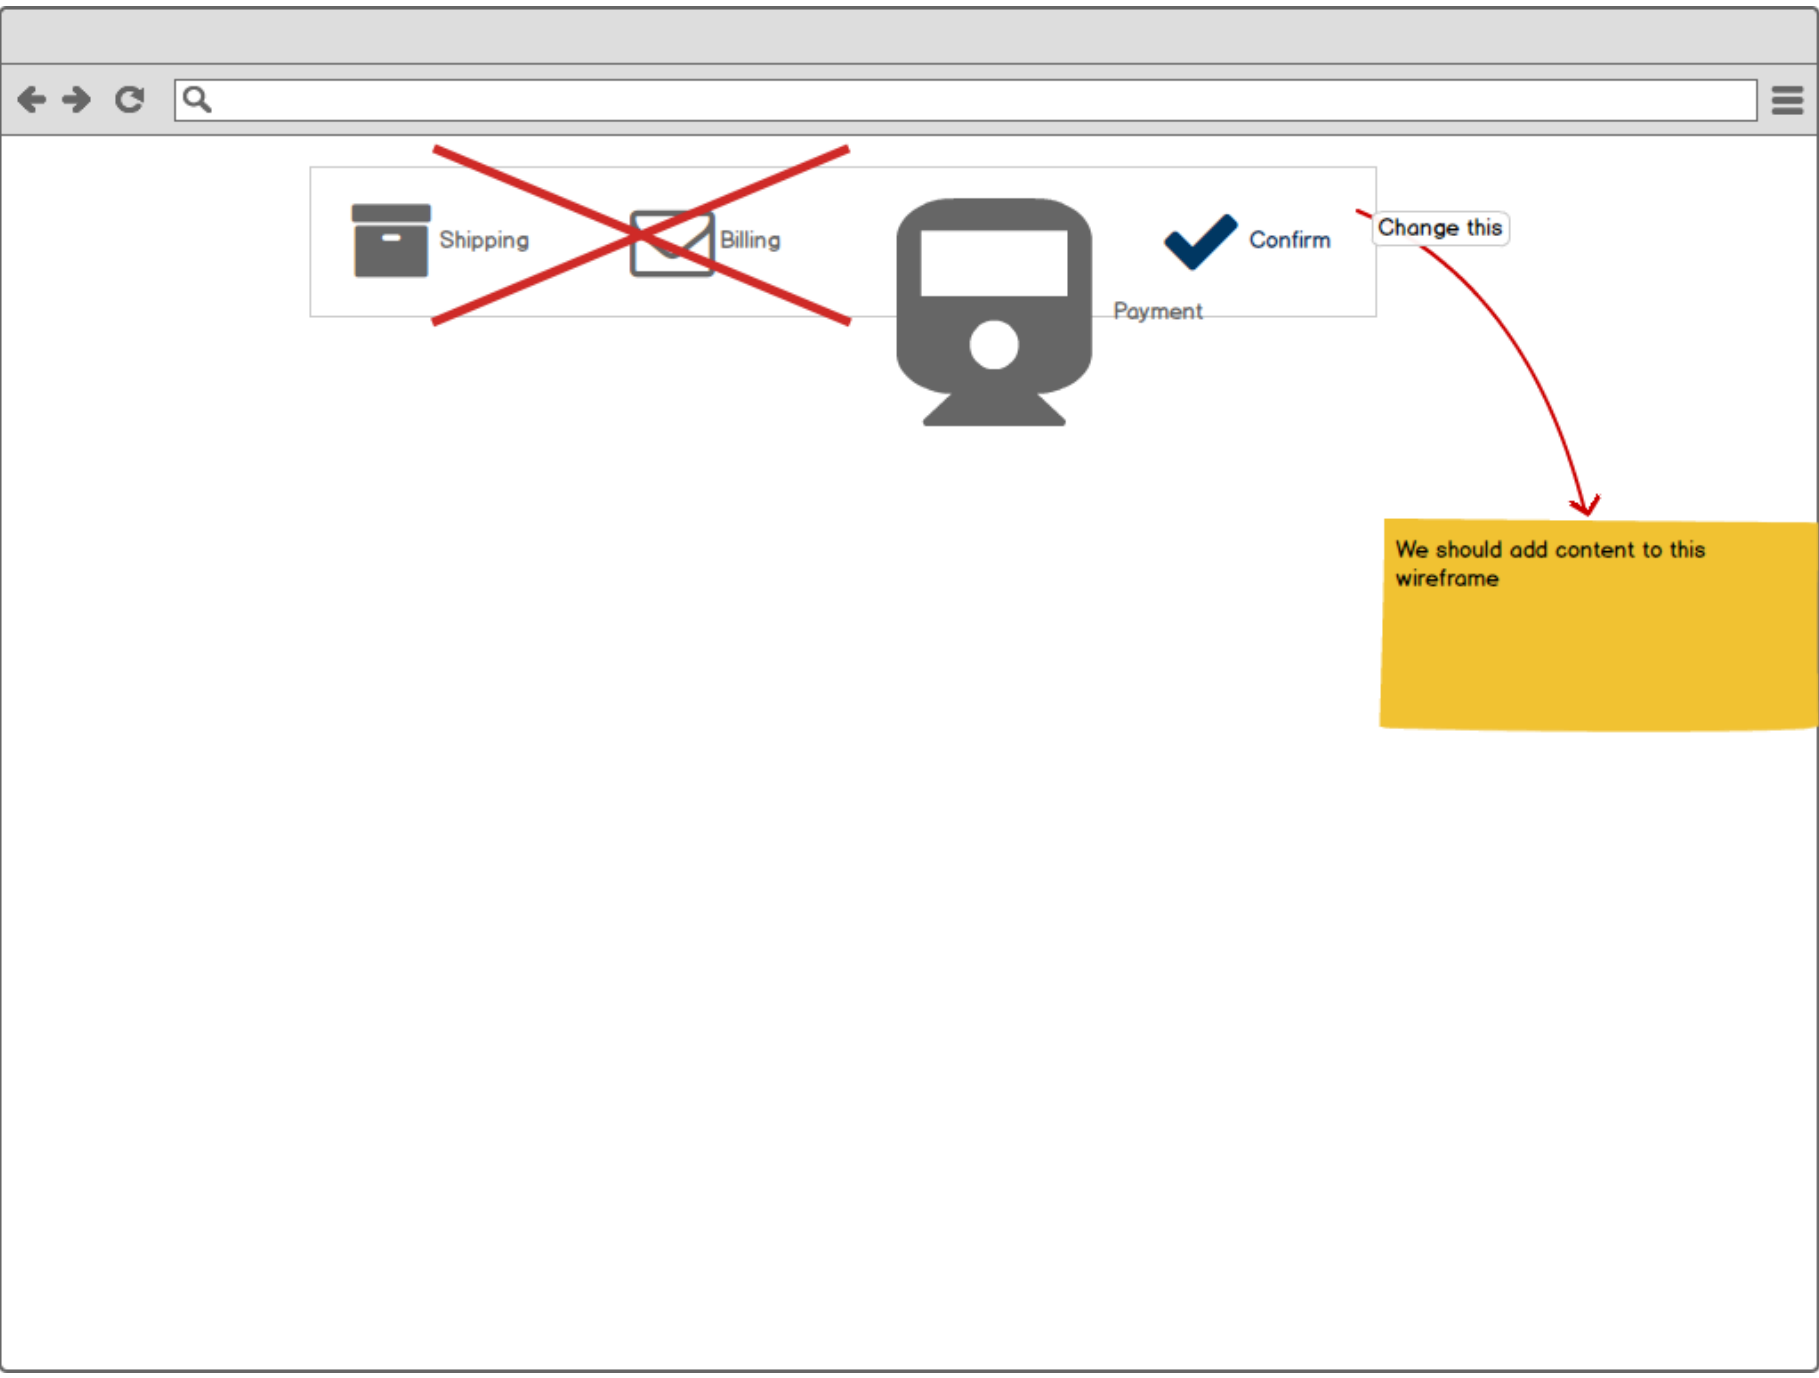 Shipping
Billing
Payment
Confirm
Change this
We should add content to this
wireframe